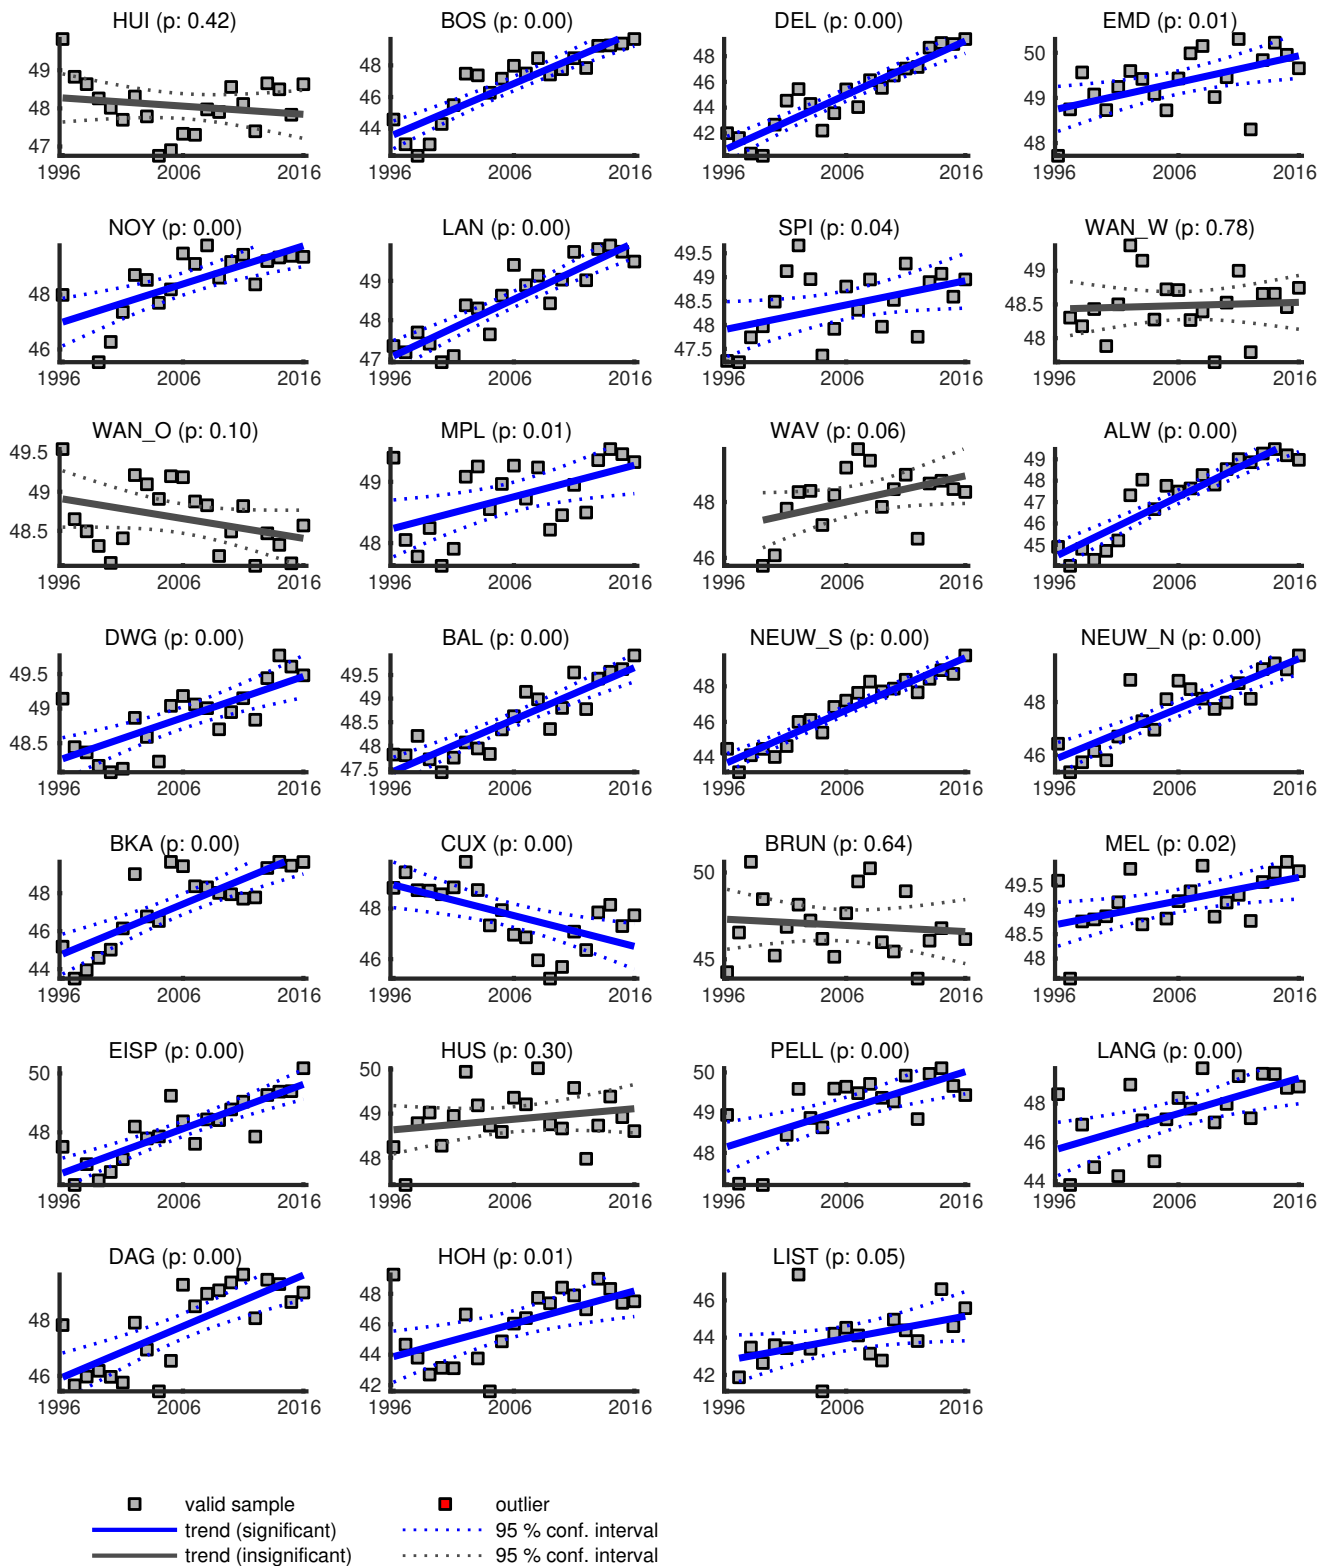 HUI (p: 0.42) BOS (p: 0.00) DEL (p: 0.00) EMD (p: 0.01)
49 48 47 1996 2006 2016
48 46 44 1996 2006 2016
48 46 44 42 1996 2006 2016
50 49 48 1996 2006 2016
NOY (p: 0.00) LAN (p: 0.00) SPI (p: 0.04) WAN_W (p: 0.78)
48 46 1996 2006 2016
49 48 47 1996 2006 2016
49.5 49 48.5 48 47.5 1996 2006 2016
49 48.5 48 1996 2006 2016
WAN_O (p: 0.10) MPL (p: 0.01) WAV (p: 0.06) ALW (p: 0.00)
49.5 49 48.5 1996 2006 2016
49 48 1996 2006 2016
48 46 1996 2006 2016
49 48 47 46 45 1996 2006 2016
DWG (p: 0.00) BAL (p: 0.00) NEUW_S (p: 0.00) NEUW_N (p: 0.00)
49.5 49 48.5 1996 2006 2016
49.5 49 48.5 48 47.5 1996 2006 2016
48 46 44 1996 2006 2016
48 46 1996 2006 2016
BKA (p: 0.00) CUX (p: 0.00) BRUN (p: 0.64) MEL (p: 0.02)
48 46 44 1996 2006 2016
48 46 1996 2006 2016
50 45 1996 2006 2016
49.5 49 48.5 48 1996 2006 2016
EISP (p: 0.00) HUS (p: 0.30) PELL (p: 0.00) LANG (p: 0.00)
50 48 1996 2006 2016
50 49 48 1996 2006 2016
50 49 48 1996 2006 2016
48 46 44 1996 2006 2016
DAG (p: 0.00) HOH (p: 0.01) LIST (p: 0.05)
48 46 1996 2006 2016
48 46 44 42 1996 2006 2016
46 44 42 1996 2006 2016
valid sample outlier
trend (significant) 95 % conf. interval
trend (insignificant) 95 % conf. interval